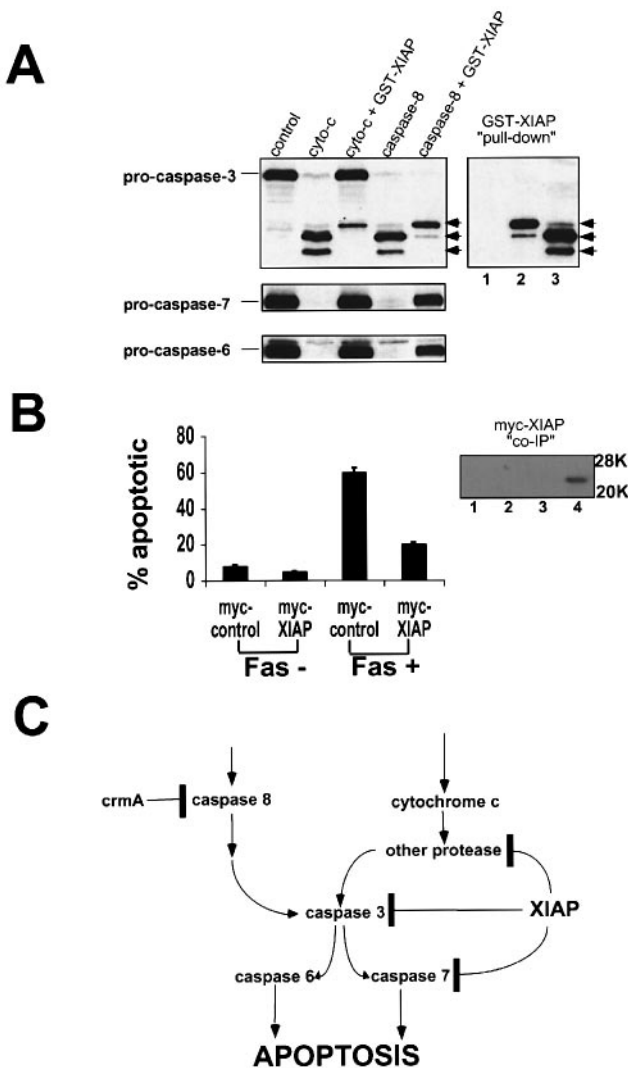 A
control
cyto-c
cyto-c + GST-XIAP
caspase-8
caspase-8 + GST-XIAP
GST-XIAP
"pull-down"
pro-caspase-3
1 2 3
pro-caspase-7
pro-caspase-6
B
% apoptotic
80
60
40
20
0
myc-
control
myc-
XIAP
myc-
control
myc-
XIAP
Fas -
Fas +
myc-XIAP
"co-IP"
28K
20K
1 2 3 4
C
crmA
caspase 8
cytochrome c
other protease
caspase 3
XIAP
caspase 6
caspase 7
APOPTOSIS